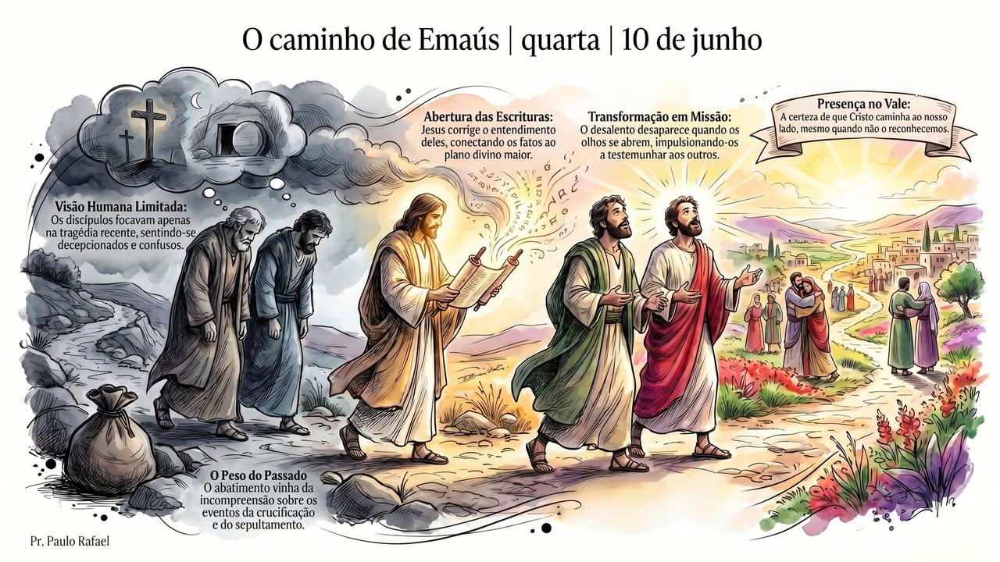 O caminho de Emaús | quarta | 10 de junho
Visão Humana Limitada:
Os discípulos focavam apenas
na tragédia recente, sentindo-se
decepcionados e confusos.
Abertura das Escrituras:
Jesus corrige o entendimento
deles, conectando os fatos ao
plano divino maior.
Transformação em Missão:
O desalento desaparece quando os
olhos se abrem, impulsionando-os
a testemunhar aos outros.
Presença no Vale:
A certeza de que Cristo caminha ao nosso
lado, mesmo quando não o reconhecemos.
O Peso do Passado
O abatimento vinha da
incompreensão sobre os
eventos da crucificação
e do sepultamento.
Pr. Paulo Rafael